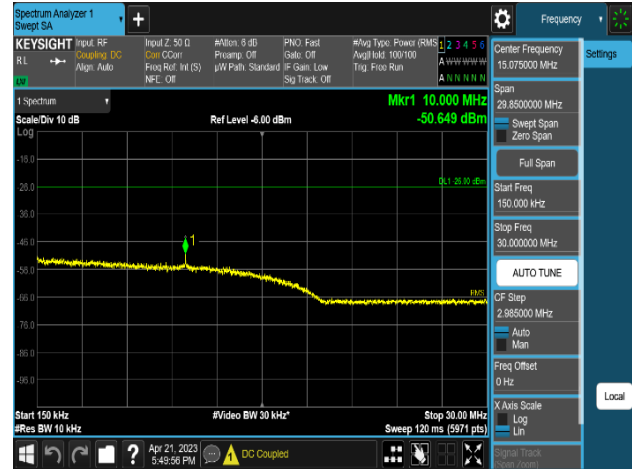 Spectrum Analyzer 1
Swept SA
+
Frequency
KEYSIGHT
RL
Input: RF
Coupling: DC
Align: Auto
Input Z: 50 Ω
Corr CCorr
Freq Ref: Int (S)
NFE: Off
#Atten: 6 dB
Preamp: Off
µW Path: Standard
PNO: Fast
Gate: Off
IF Gain: Low
Sig Track: Off
#Avg Type: Power (RMS
Avg|Hold: 100/100
Trig: Free Run
1 2 3 4 5 6
A W W W W W
A N N N N N
1 Spectrum
Scale/Div 10 dB
Ref Level -6.00 dBm
Mkr1 10.000 MHz
-50.649 dBm
Log
-16.0
-26.0
-36.0
-46.0
-56.0
-66.0
-76.0
-86.0
-96.0
DL1 -26.00 dBm
1
RMS
Start 150 kHz
#Res BW 10 kHz
#Video BW 30 kHz*
Stop 30.00 MHz
Sweep 120 ms (5971 pts)
Center Frequency
15.075000 MHz
Settings
Span
29.8500000 MHz
Swept Span
Zero Span
Full Span
Start Freq
150.000 kHz
Stop Freq
30.000000 MHz
AUTO TUNE
CF Step
2.985000 MHz
Auto
Man
Freq Offset
0 Hz
X Axis Scale
Log
Lin
Local
Signal Track
(Span Zoom)
?
Apr 21, 2023
5:49:56 PM
DC Coupled